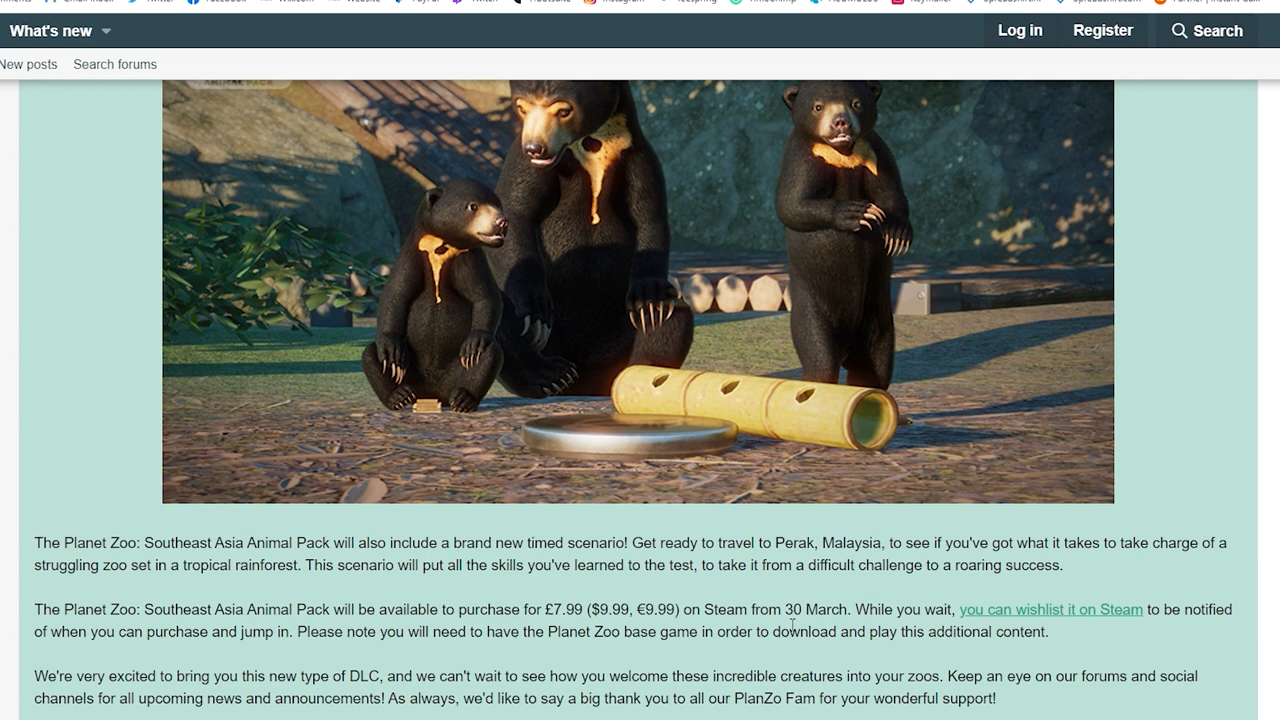 What's new
Log in
Register
Search
New posts
Search forums
ANIMAL PACK
The Planet Zoo: Southeast Asia Animal Pack will also include a brand new timed scenario! Get ready to travel to Perak, Malaysia, to see if you've got what it takes to take charge of a
struggling zoo set in a tropical rainforest. This scenario will put all the skills you've learned to the test, to take it from a difficult challenge to a roaring success.
The Planet Zoo: Southeast Asia Animal Pack will be available to purchase for £7.99 ($9.99, €9.99) on Steam from 30 March. While you wait, you can wishlist it on Steam to be notified
of when you can purchase and jump in. Please note you will need to have the Planet Zoo base game in order to download and play this additional content.
We're very excited to bring you this new type of DLC, and we can't wait to see how you welcome these incredible creatures into your zoos. Keep an eye on our forums and social
channels for all upcoming news and announcements! As always, we'd like to say a big thank you to all our PlanZo Fam for your wonderful support!